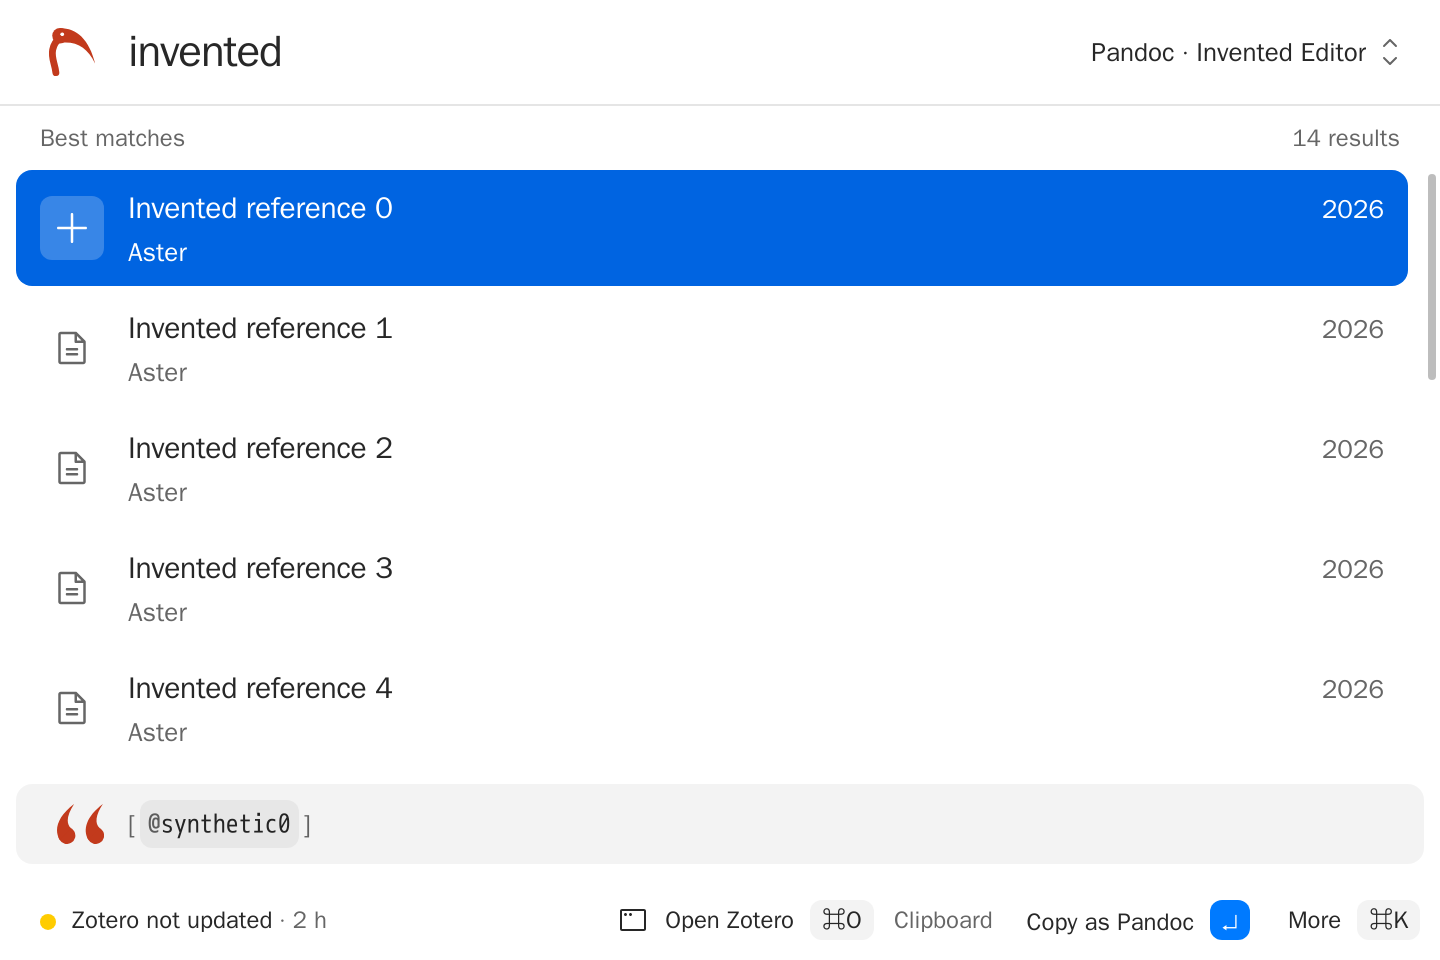 invented
Pandoc · Invented Editor
Best matches
14 results
Invented reference 0
2026
Aster
Invented reference 1
2026
Aster
Invented reference 2
2026
Aster
Invented reference 3
2026
Aster
Invented reference 4
2026
Aster
[ @synthetic0 ]
Zotero not updated · 2 h
Open Zotero ⌘O Clipboard Copy as Pandoc ↵ More ⌘K